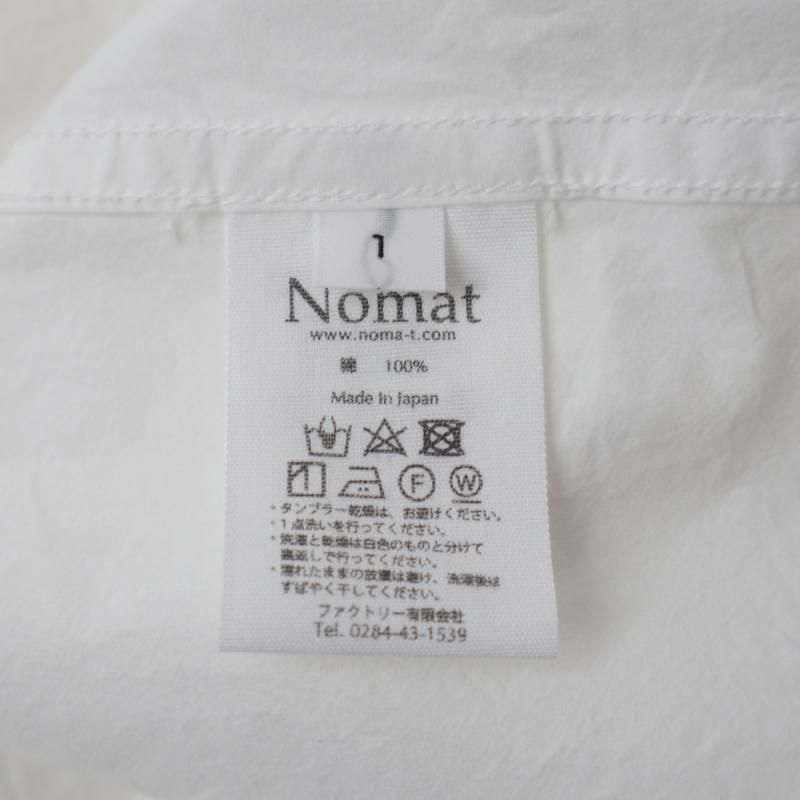 1
Nomat
www.noma-t.com
綿 100%
Made In Japan
1
F
W
・タンブラー乾燥は、お避けください。
・1点洗いを行ってください。
・洗濯と乾燥は白色のものと分けて
裏返しで行ってください。
・濡れたままの放置は避け、洗濯後は
すばやく干してください。
ファクトリー有限会社
Tel. 0284-43-1539